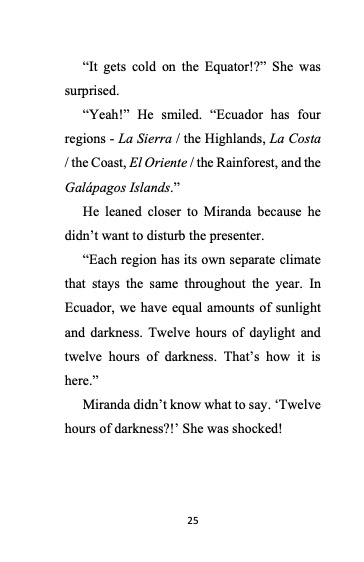 “It gets cold on the Equator!?” She was
surprised.
“Yeah!” He smiled. “Ecuador has four
regions - La Sierra / the Highlands, La Costa
/ the Coast, El Oriente / the Rainforest, and the
Galápagos Islands.”
He leaned closer to Miranda because he
didn’t want to disturb the presenter.
“Each region has its own separate climate
that stays the same throughout the year. In
Ecuador, we have equal amounts of sunlight
and darkness. Twelve hours of daylight and
twelve hours of darkness. That’s how it is
here.”
Miranda didn’t know what to say. ‘Twelve
hours of darkness?!’ She was shocked!
25